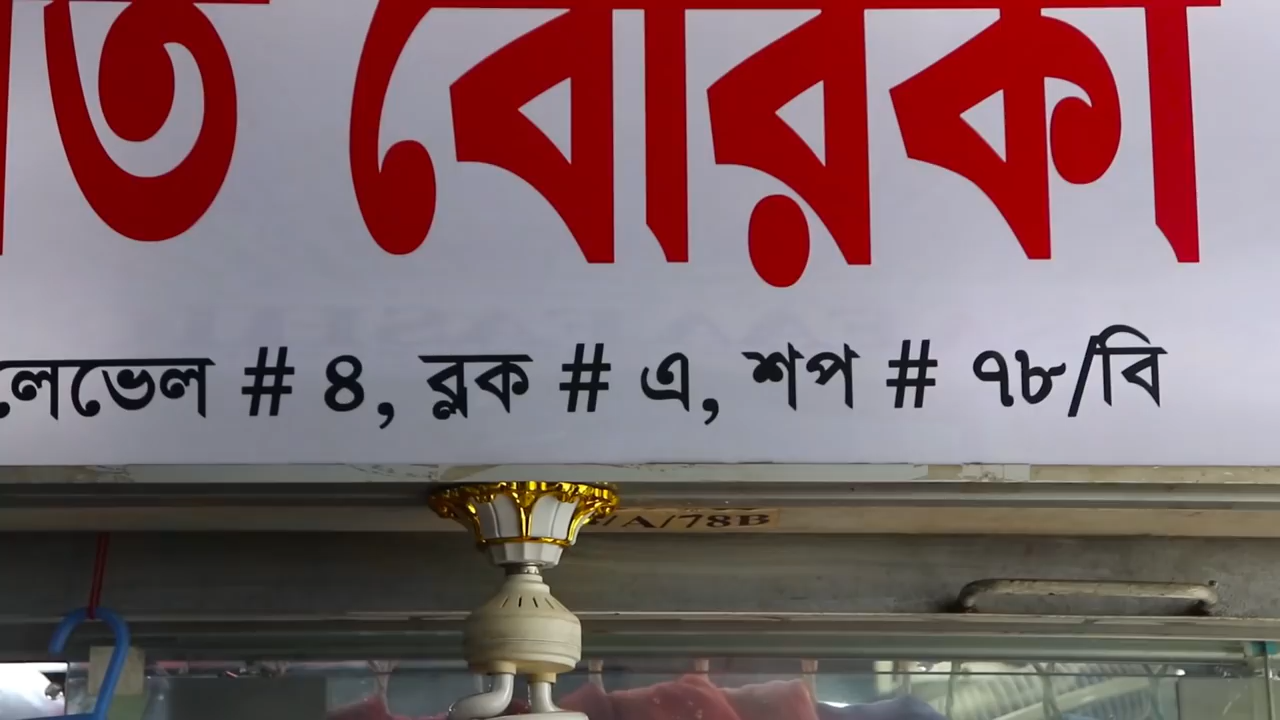 বোরকা
লেভেল # ৪, ব্লক # এ, শপ # ৭৮/বি
/A/78B